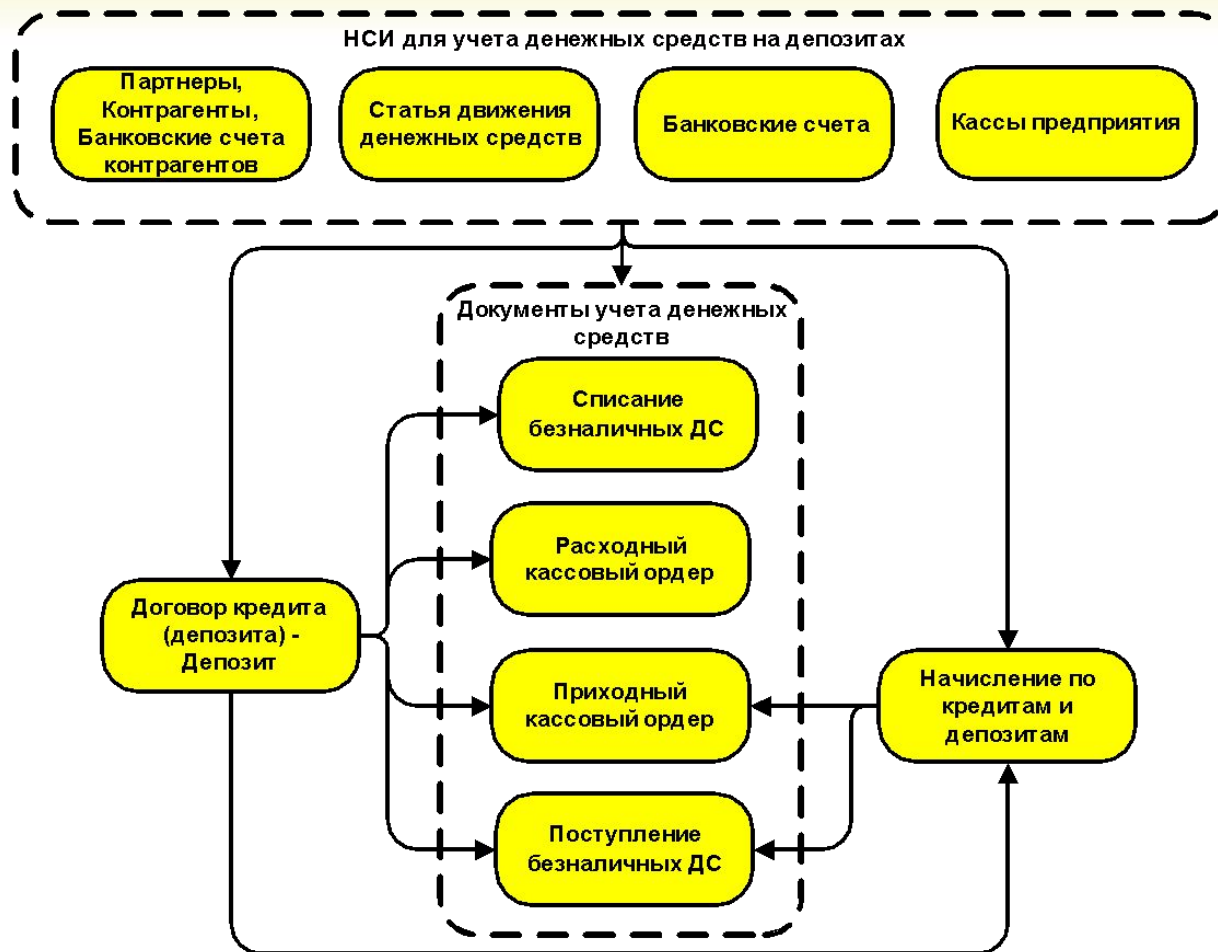 НСИ для учета денежных средств на депозитах
Партнеры,
Контрагенты,
Банковские счета
контрагентов
Статья движения
денежных средств
Банковские счета
Кассы предприятия
Документы учета денежных
средств
Списание
безналичных ДС
Расходный
кассовый ордер
Договор кредита
(депозита) -
Депозит
Приходный
кассовый ордер
Начисление по
кредитам и
депозитам
Поступление
безналичных ДС